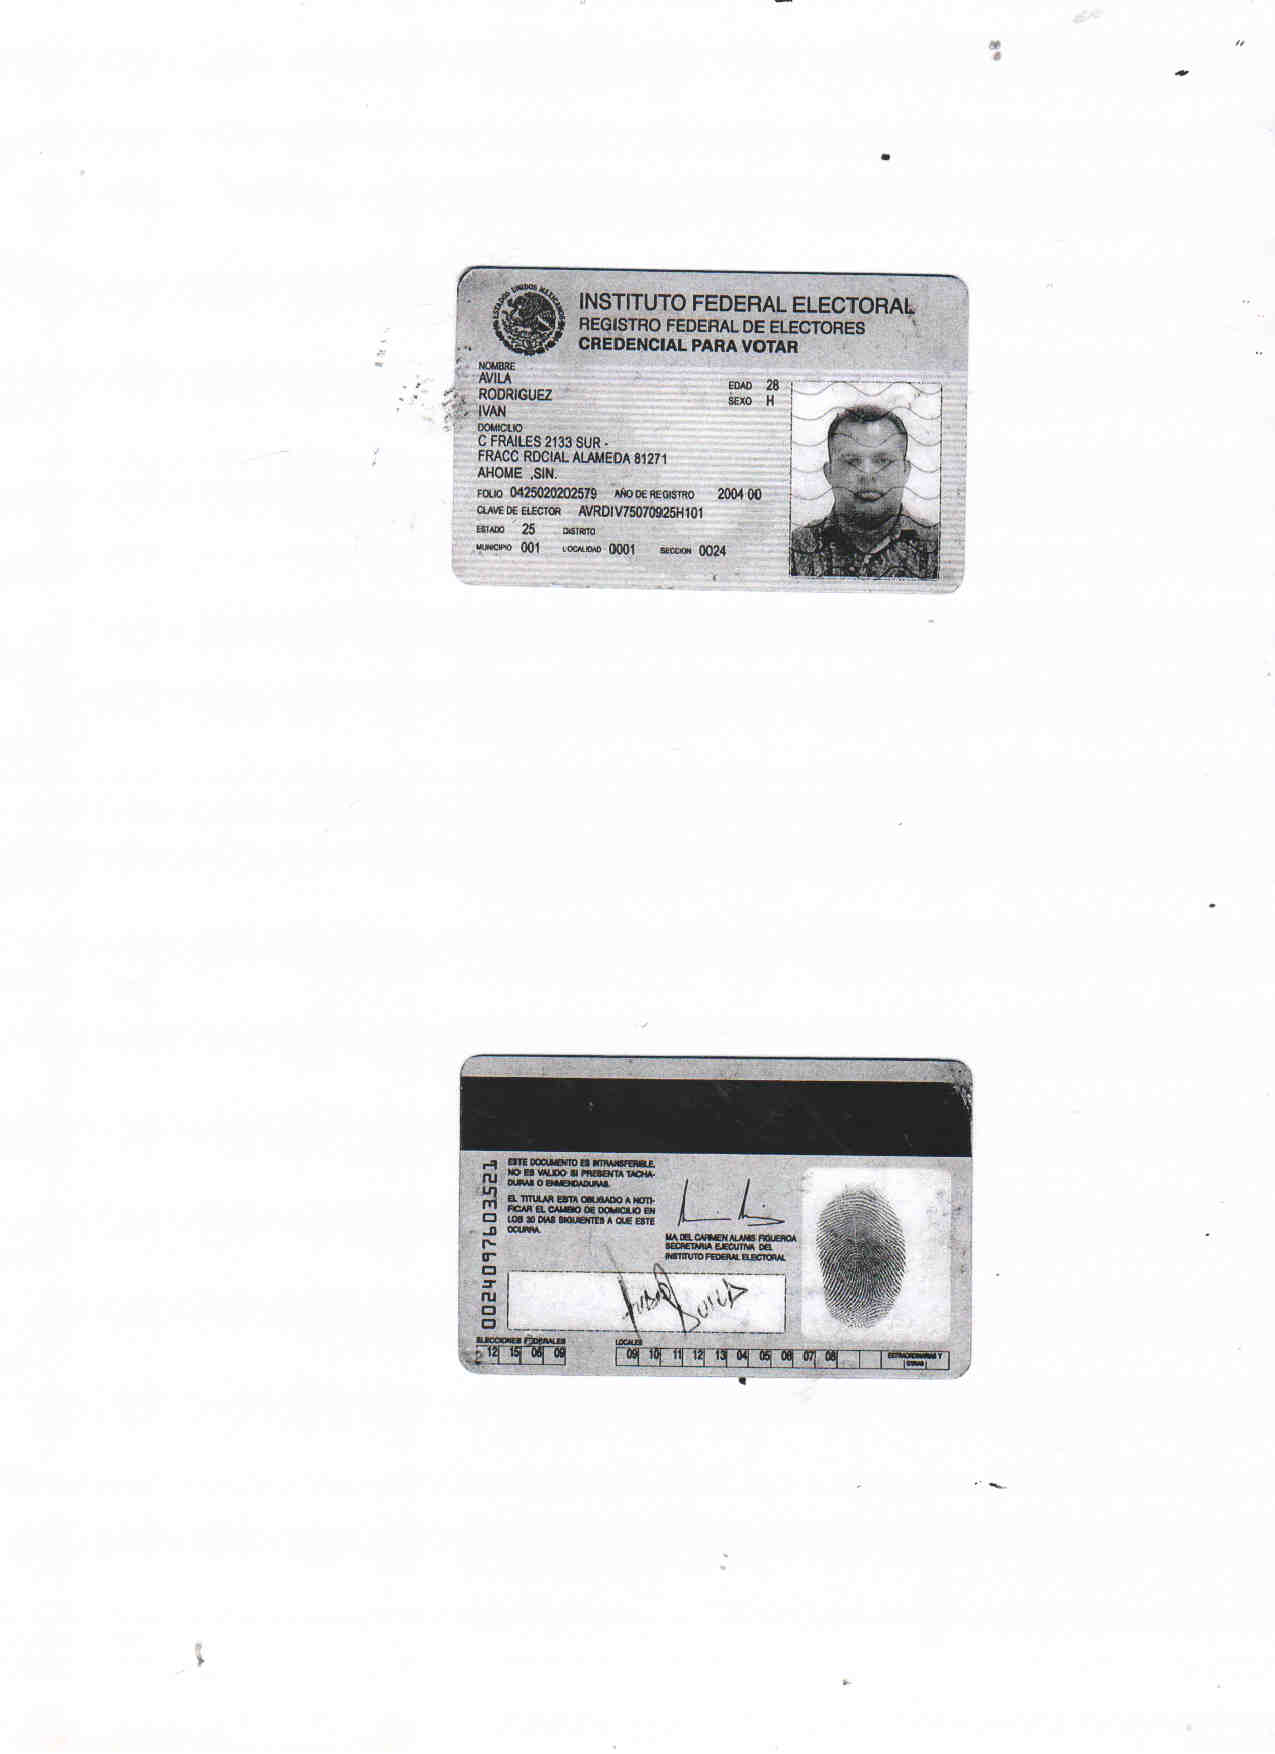 ESTADOS UNIDOS MEXICANOS
INSTITUTO FEDERAL ELECTORAL
REGISTRO FEDERAL DE ELECTORES
CREDENCIAL PARA VOTAR
NOMBRE
AVILA
RODRIGUEZ
IVAN
EDAD 28
SEXO H
DOMICILIO
C FRAILES 2133 SUR -
FRACC RDCIAL ALAMEDA 81271
AHOME ,SIN.
FOLIO 0425020202579 AÑO DE REGISTRO 2004 00
CLAVE DE ELECTOR AVRDIV75070925H101
ESTADO 25 DISTRITO
MUNICIPIO 001 LOCALIDAD 0001 SECCION 0024
0024097603521
ESTE DOCUMENTO ES INTRANSFERIBLE,
NO ES VALIDO SI PRESENTA TACHA-
DURAS O ENMENDADURAS.
EL TITULAR ESTA OBLIGADO A NOTI-
FICAR EL CAMBIO DE DOMICILIO EN
LOS 30 DIAS SIGUIENTES A QUE ESTE
OCURRA.
MA DEL CARMEN ALANIS FIGUEROA
SECRETARIA EJECUTIVA DEL
INSTITUTO FEDERAL ELECTORAL
ELECCIONES FEDERALES
12 15 06 09
LOCALES
09 10 11 12 13 04 05 06 07 08
EXTRAORDINARIAS Y
OTRAS